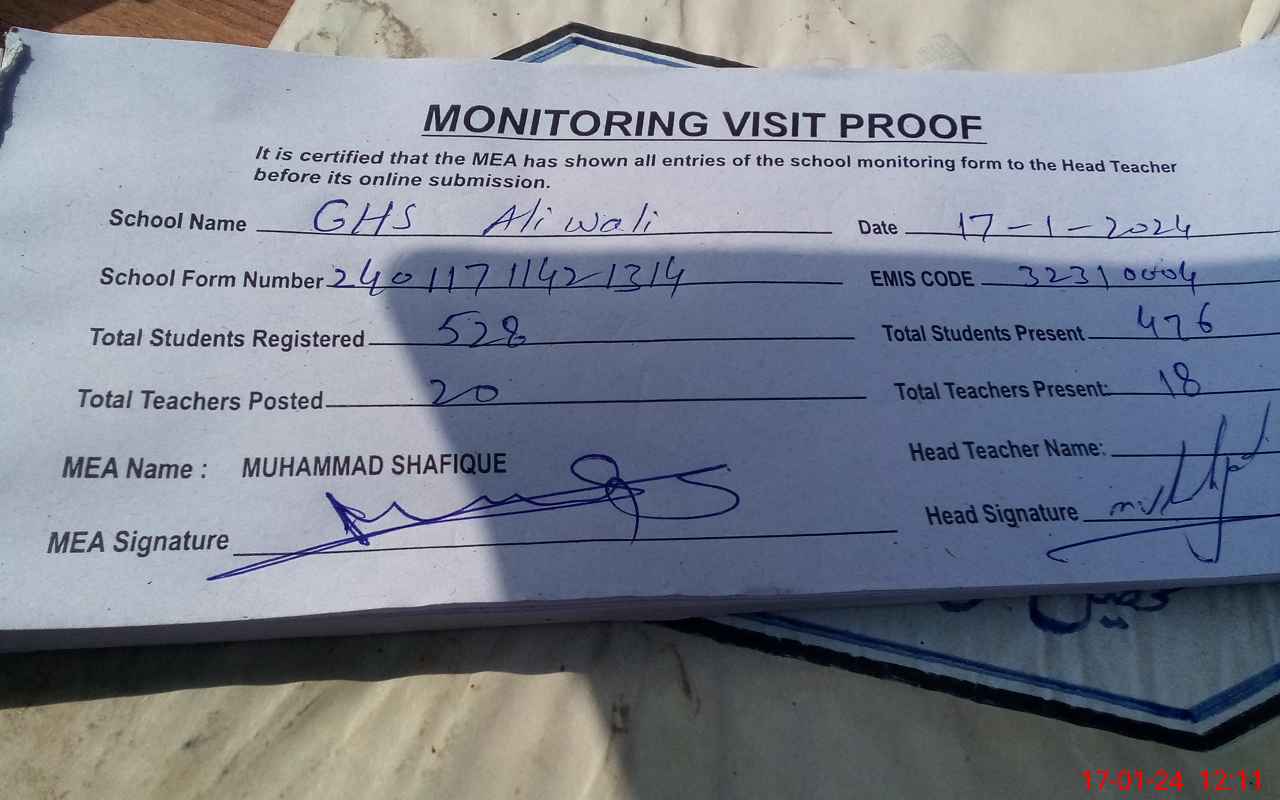 MONITORING VISIT PROOF
It is certified that the MEA has shown all entries of the school monitoring form to the Head Teacher
before its online submission.
School Name GHS Aliwali Date 17-1-2024
School Form Number 2401171142-1314 EMIS CODE 32310004
Total Students Registered 528 Total Students Present 476
Total Teachers Posted 20 Total Teachers Present: 18
MEA Name : MUHAMMAD SHAFIQUE Head Teacher Name:
MEA Signature Head Signature
17-01-24 12:11